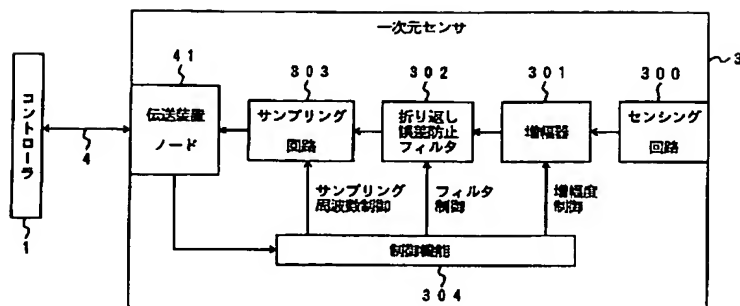 一次元センサ
41
303
302
301
300
3
コントローラ
伝送装置
ノード
サンプリング
回路
折り返し
誤差防止
フィルタ
増幅器
センシング
回路
4
サンプリング
周波数制御
フィルタ
制御
増幅度
制御
1
制御機能
304